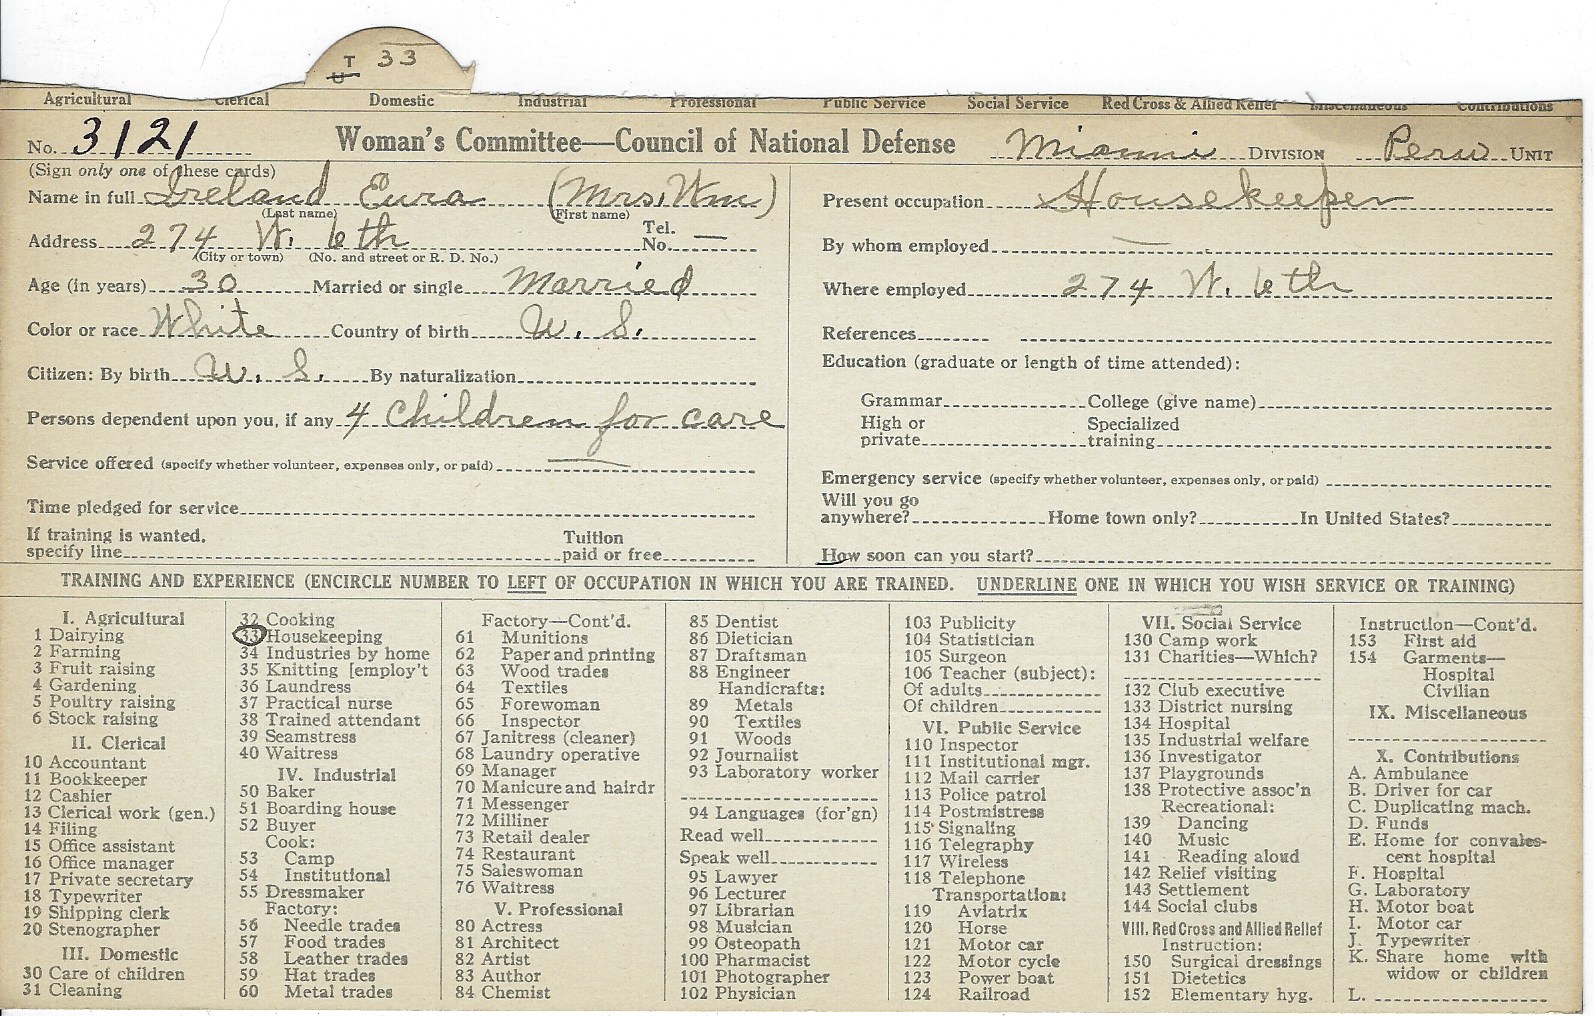 T 33
U
Agricultural Clerical Domestic Industrial Professional Public Service Social Service Red Cross & Allied Relief Miscellaneous Contributions
No. 3121 Woman's Committee—Council of National Defense Miami DIVISION Peru UNIT
(Sign only one of these cards)
Name in full Ireland Eura (Mrs. Wm)
(Last name) (First name)
Address 274 W. 6th Tel. No. —
(City or town) (No. and street or R. D. No.)
Age (in years) 30 Married or single Married
Color or race White Country of birth U. S.
Citizen: By birth U. S. By naturalization
Persons dependent upon you, if any 4 children for care
Service offered (specify whether volunteer, expenses only, or paid) —
Time pledged for service
If training is wanted, specify line Tuition paid or free
Present occupation Housekeeper
By whom employed —
Where employed 274 W. 6th
References
Education (graduate or length of time attended):
Grammar College (give name)
High or private Specialized training
Emergency service (specify whether volunteer, expenses only, or paid)
Will you go anywhere? Home town only? In United States?
How soon can you start?
TRAINING AND EXPERIENCE (ENCIRCLE NUMBER TO LEFT OF OCCUPATION IN WHICH YOU ARE TRAINED. UNDERLINE ONE IN WHICH YOU WISH SERVICE OR TRAINING)
I. Agricultural
1 Dairying
2 Farming
3 Fruit raising
4 Gardening
5 Poultry raising
6 Stock raising
II. Clerical
10 Accountant
11 Bookkeeper
12 Cashier
13 Clerical work (gen.)
14 Filing
15 Office assistant
16 Office manager
17 Private secretary
18 Typewriter
19 Shipping clerk
20 Stenographer
III. Domestic
30 Care of children
31 Cleaning
32 Cooking
33 Housekeeping
34 Industries by home
35 Knitting [employ't
36 Laundress
37 Practical nurse
38 Trained attendant
39 Seamstress
40 Waitress
IV. Industrial
50 Baker
51 Boarding house
52 Buyer
Cook:
53 Camp
54 Institutional
55 Dressmaker
Factory:
56 Needle trades
57 Food trades
58 Leather trades
59 Hat trades
60 Metal trades
Factory—Cont'd.
61 Munitions
62 Paper and printing
63 Wood trades
64 Textiles
65 Forewoman
66 Inspector
67 Janitress (cleaner)
68 Laundry operative
69 Manager
70 Manicure and hairdr
71 Messenger
72 Milliner
73 Retail dealer
74 Restaurant
75 Saleswoman
76 Waitress
V. Professional
80 Actress
81 Architect
82 Artist
83 Author
84 Chemist
85 Dentist
86 Dietician
87 Draftsman
88 Engineer
Handicrafts:
89 Metals
90 Textiles
91 Woods
92 Journalist
93 Laboratory worker
94 Languages (for'gn)
Read well
Speak well
95 Lawyer
96 Lecturer
97 Librarian
98 Musician
99 Osteopath
100 Pharmacist
101 Photographer
102 Physician
103 Publicity
104 Statistician
105 Surgeon
106 Teacher (subject):
Of adults
Of children
VI. Public Service
110 Inspector
111 Institutional mgr.
112 Mail carrier
113 Police patrol
114 Postmistress
115 Signaling
116 Telegraphy
117 Wireless
118 Telephone
Transportation:
119 Aviatrix
120 Horse
121 Motor car
122 Motor cycle
123 Power boat
124 Railroad
VII. Social Service
130 Camp work
131 Charities—Which?
132 Club executive
133 District nursing
134 Hospital
135 Industrial welfare
136 Investigator
137 Playgrounds
138 Protective assoc'n
Recreational:
139 Dancing
140 Music
141 Reading aloud
142 Relief visiting
143 Settlement
144 Social clubs
VIII. Red Cross and Allied Relief
Instruction:
150 Surgical dressings
151 Dietetics
152 Elementary hyg.
Instruction—Cont'd.
153 First aid
154 Garments—
Hospital
Civilian
IX. Miscellaneous
X. Contributions
A. Ambulance
B. Driver for car
C. Duplicating mach.
D. Funds
E. Home for convales-
cent hospital
F. Hospital
G. Laboratory
H. Motor boat
I. Motor car
J. Typewriter
K. Share home with
widow or children
L.